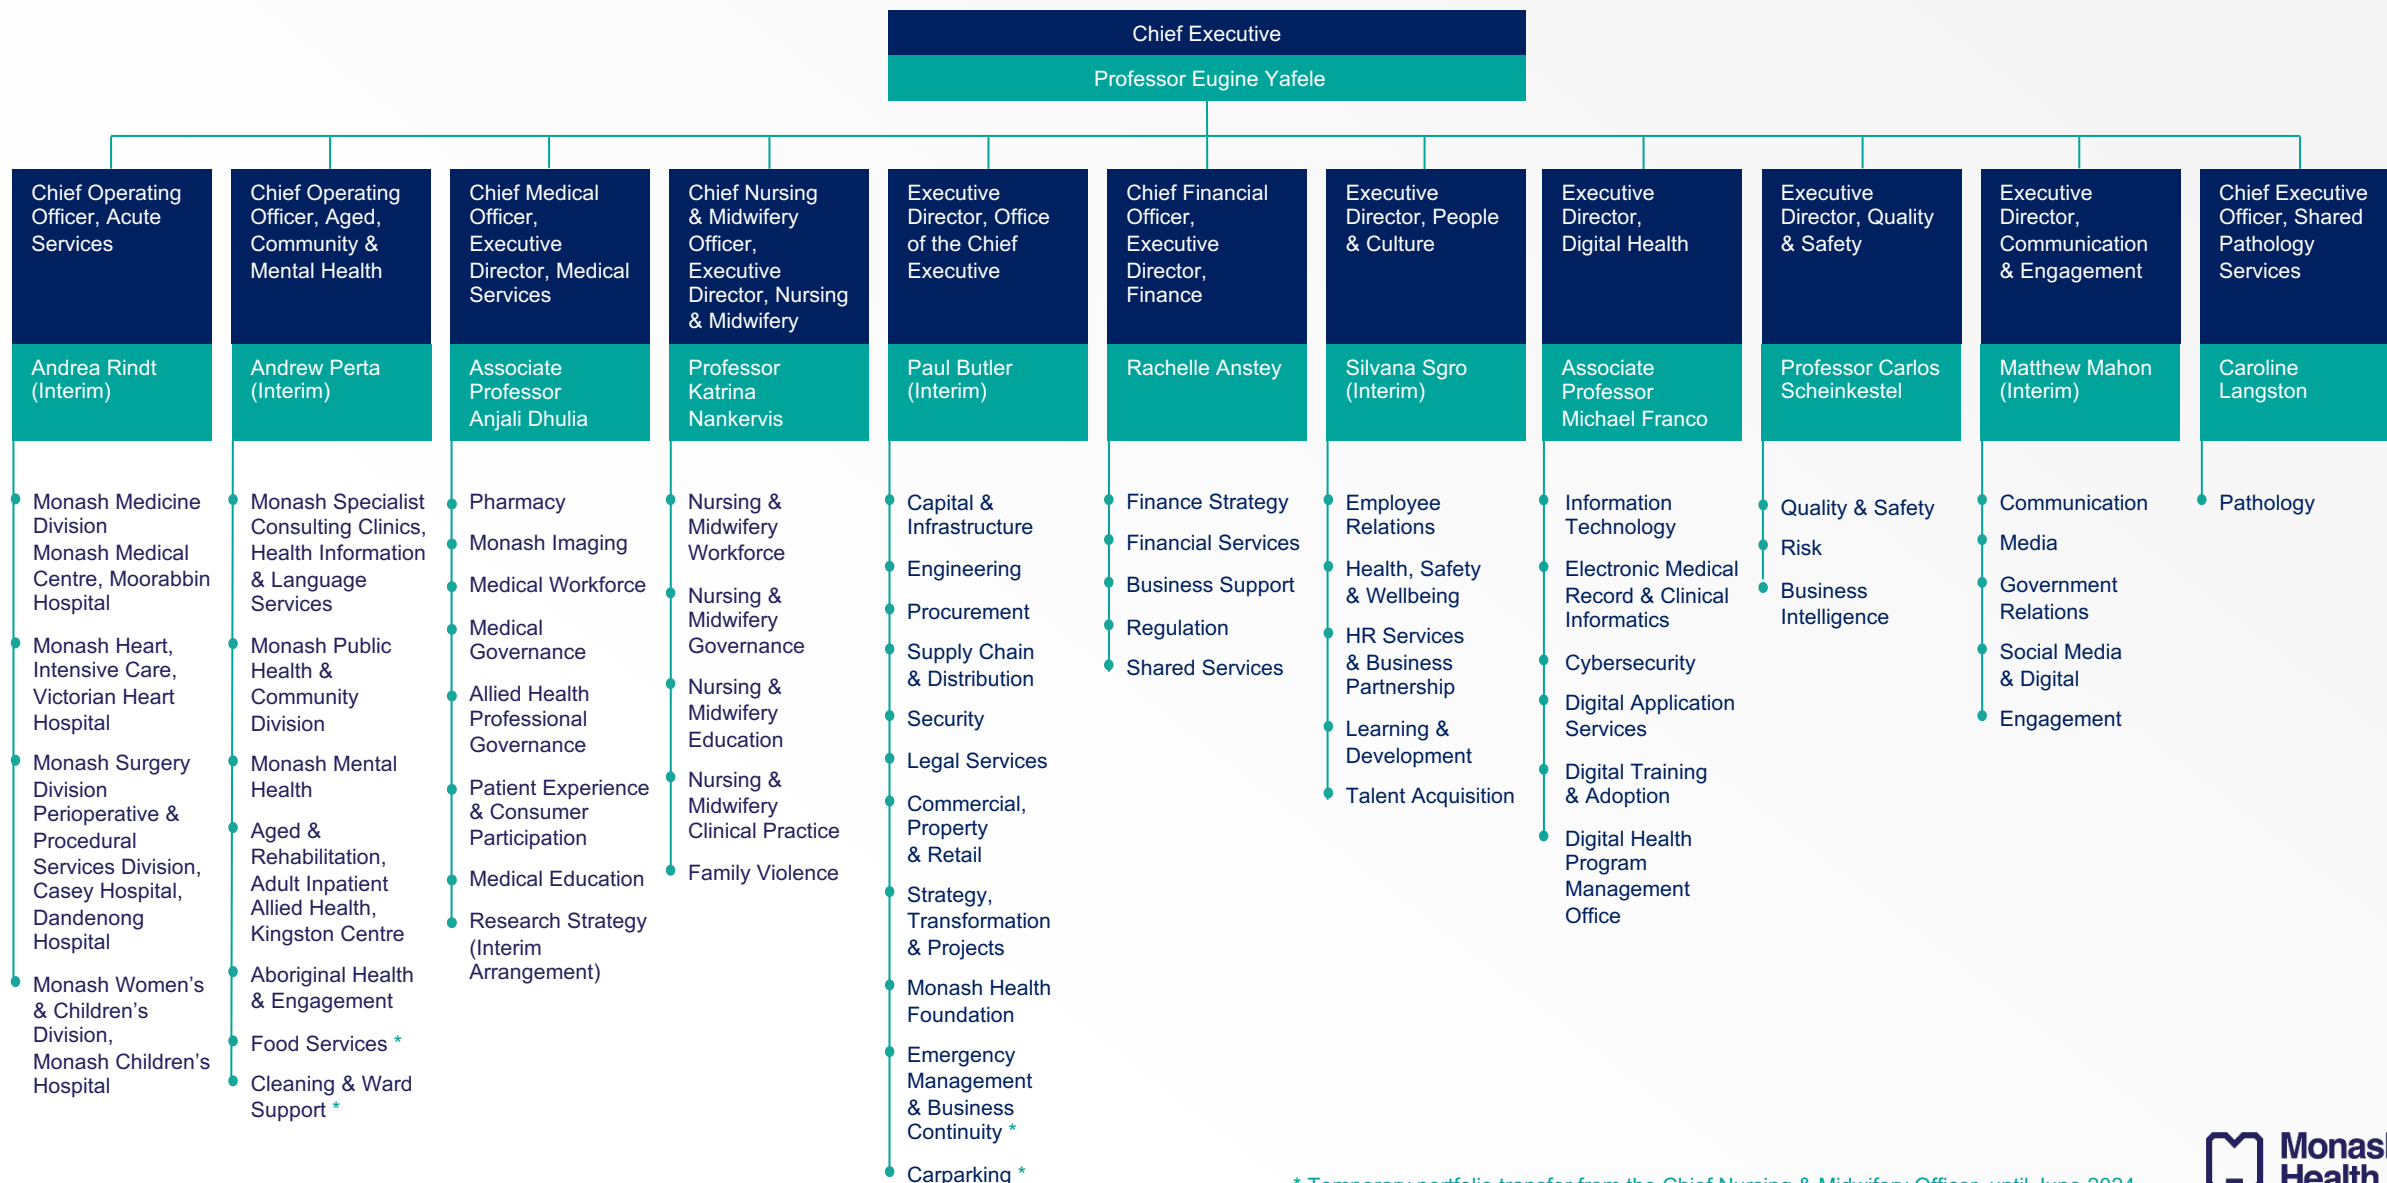 Chief Executive
Professor Eugine Yafele
Chief Operating
Officer, Acute
Services
Andrea Rindt
(Interim)
Monash Medicine
Division
Monash Medical
Centre, Moorabbin
Hospital
Monash Heart,
Intensive Care,
Victorian Heart
Hospital
Monash Surgery
Division
Perioperative &
Procedural
Services Division,
Casey Hospital,
Dandenong
Hospital
Monash Women’s
& Children’s
Division,
Monash Children’s
Hospital
Chief Operating
Officer, Aged,
Community &
Mental Health
Andrew Perta
(Interim)
Monash Specialist
Consulting Clinics,
Health Information
& Language
Services
Monash Public
Health &
Community
Division
Monash Mental
Health
Aged &
Rehabilitation,
Adult Inpatient
Allied Health,
Kingston Centre
Aboriginal Health
& Engagement
Food Services *
Cleaning & Ward
Support *
Chief Medical
Officer,
Executive
Director, Medical
Services
Associate
Professor
Anjali Dhulia
Pharmacy
Monash Imaging
Medical Workforce
Medical
Governance
Allied Health
Professional
Governance
Patient Experience
& Consumer
Participation
Medical Education
Research Strategy
(Interim
Arrangement)
Chief Nursing
& Midwifery
Officer,
Executive
Director, Nursing
& Midwifery
Professor
Katrina
Nankervis
Nursing &
Midwifery
Workforce
Nursing &
Midwifery
Governance
Nursing &
Midwifery
Education
Nursing &
Midwifery
Clinical Practice
Family Violence
Executive
Director, Office
of the Chief
Executive
Paul Butler
(Interim)
Capital &
Infrastructure
Engineering
Procurement
Supply Chain
& Distribution
Security
Legal Services
Commercial,
Property
& Retail
Strategy,
Transformation
& Projects
Monash Health
Foundation
Emergency
Management
& Business
Continuity *
Carparking *
Chief Financial
Officer,
Executive
Director,
Finance
Rachelle Anstey
Finance Strategy
Financial Services
Business Support
Regulation
Shared Services
Executive
Director, People
& Culture
Silvana Sgro
(Interim)
Employee
Relations
Health, Safety
& Wellbeing
HR Services
& Business
Partnership
Learning &
Development
Talent Acquisition
Executive
Director,
Digital Health
Associate
Professor
Michael Franco
Information
Technology
Electronic Medical
Record & Clinical
Informatics
Cybersecurity
Digital Application
Services
Digital Training
& Adoption
Digital Health
Program
Management
Office
Executive
Director, Quality
& Safety
Professor Carlos
Scheinkestel
Quality & Safety
Risk
Business
Intelligence
Executive
Director,
Communication
& Engagement
Matthew Mahon
(Interim)
Communication
Media
Government
Relations
Social Media
& Digital
Engagement
Chief Executive
Officer, Shared
Pathology
Services
Caroline
Langston
Pathology
* Temporary portfolio transfer from the Chief Nursing & Midwifery Officer, until June 2024
Monash
Health